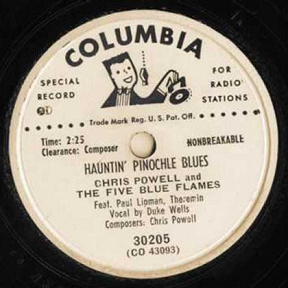 COLUMBIA
SPECIAL RECORD
FOR RADIO STATIONS
Trade Mark Reg. U. S. Pat. Off.
Time: 2:25
Clearance: Composer
NONBREAKABLE
HAUNTIN' PINOCHLE BLUES
CHRIS POWELL and
THE FIVE BLUE FLAMES
Feat. Paul Lipman, Theremin
Vocal by Duke Wells
Composers: Chris Powell
30205
(CO 43093)